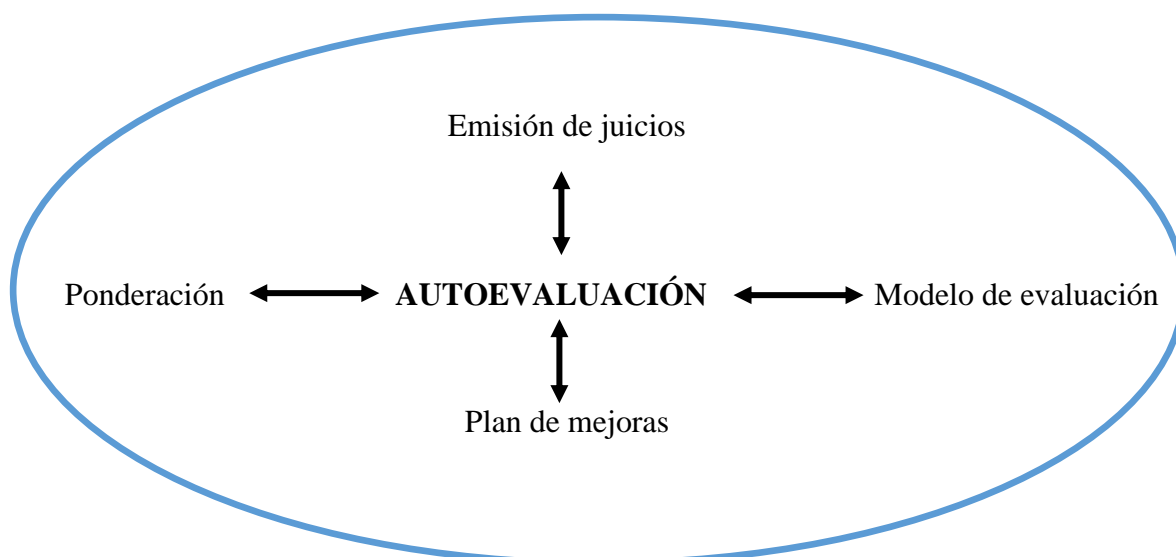 Emisión de juicios
Ponderación
AUTOEVALUACIÓN
Modelo de evaluación
Plan de mejoras